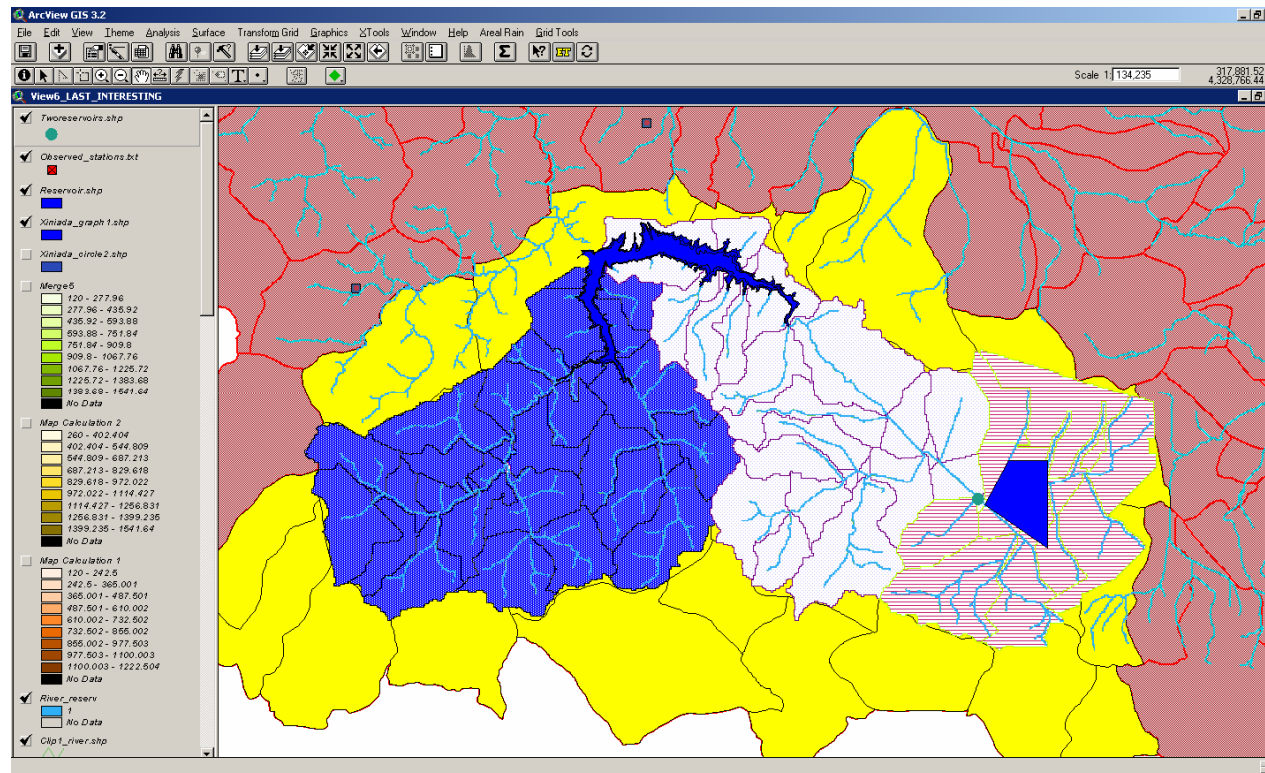 ArcView GIS 3.2
File Edit View Theme Analysis Surface Transform Grid Graphics XTools Window Help Areal Rain Grid Tools
Scale 1: 134,235
317,881.52
4,328,766.44
View6_LAST_INTERESTING
Tworeservoirs.shp
Observed_stations.txt
Reservoir.shp
Xiniada_graph1.shp
Xiniada_circle2.shp
Merge5
120 - 277.96
277.96 - 435.92
435.92 - 593.88
593.88 - 751.84
751.84 - 909.8
909.8 - 1067.76
1067.76 - 1225.72
1225.72 - 1383.68
1383.68 - 1541.64
No Data
Map Calculation 2
260 - 402.404
402.404 - 544.809
544.809 - 687.213
687.213 - 829.618
829.618 - 972.022
972.022 - 1114.427
1114.427 - 1256.831
1256.831 - 1399.235
1399.235 - 1541.64
No Data
Map Calculation 1
120 - 242.5
242.5 - 365.001
365.001 - 487.501
487.501 - 610.002
610.002 - 732.502
732.502 - 855.002
855.002 - 977.503
977.503 - 1100.003
1100.003 - 1222.504
No Data
River_reserv
1
No Data
Clip1_river.shp